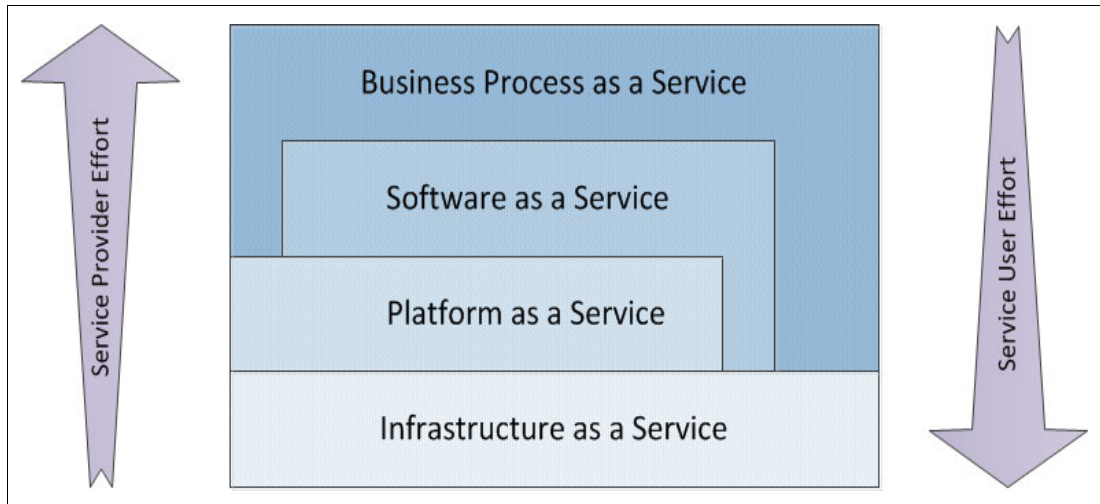 Service Provider Effort
Business Process as a Service
Software as a Service
Platform as a Service
Infrastructure as a Service
Service User Effort